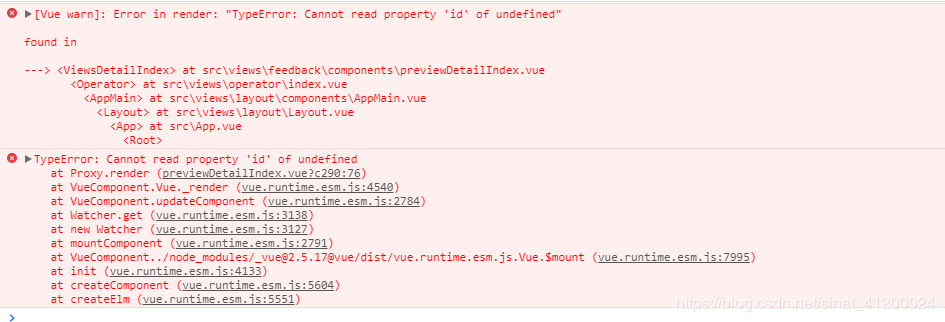 [Vue warn]: Error in render: "TypeError: Cannot read property 'id' of undefined"
found in
---> <ViewsDetailIndex> at src\views\feedback\components\previewDetailIndex.vue
<Operator> at src\views\operator\index.vue
<AppMain> at src\views\layout\components\AppMain.vue
<Layout> at src\views\layout\Layout.vue
<App> at src\App.vue
<Root>
TypeError: Cannot read property 'id' of undefined
at Proxy.render (previewDetailIndex.vue?c290:76)
at VueComponent.Vue._render (vue.runtime.esm.js:4540)
at VueComponent.updateComponent (vue.runtime.esm.js:2784)
at Watcher.get (vue.runtime.esm.js:3138)
at new Watcher (vue.runtime.esm.js:3127)
at mountComponent (vue.runtime.esm.js:2791)
at VueComponent../node_modules/_vue@2.5.17@vue/dist/vue.runtime.esm.js.Vue.$mount (vue.runtime.esm.js:7995)
at init (vue.runtime.esm.js:4133)
at createComponent (vue.runtime.esm.js:5604)
at createElm (vue.runtime.esm.js:5551)
https://blog.csdn.net/sinat_41200024